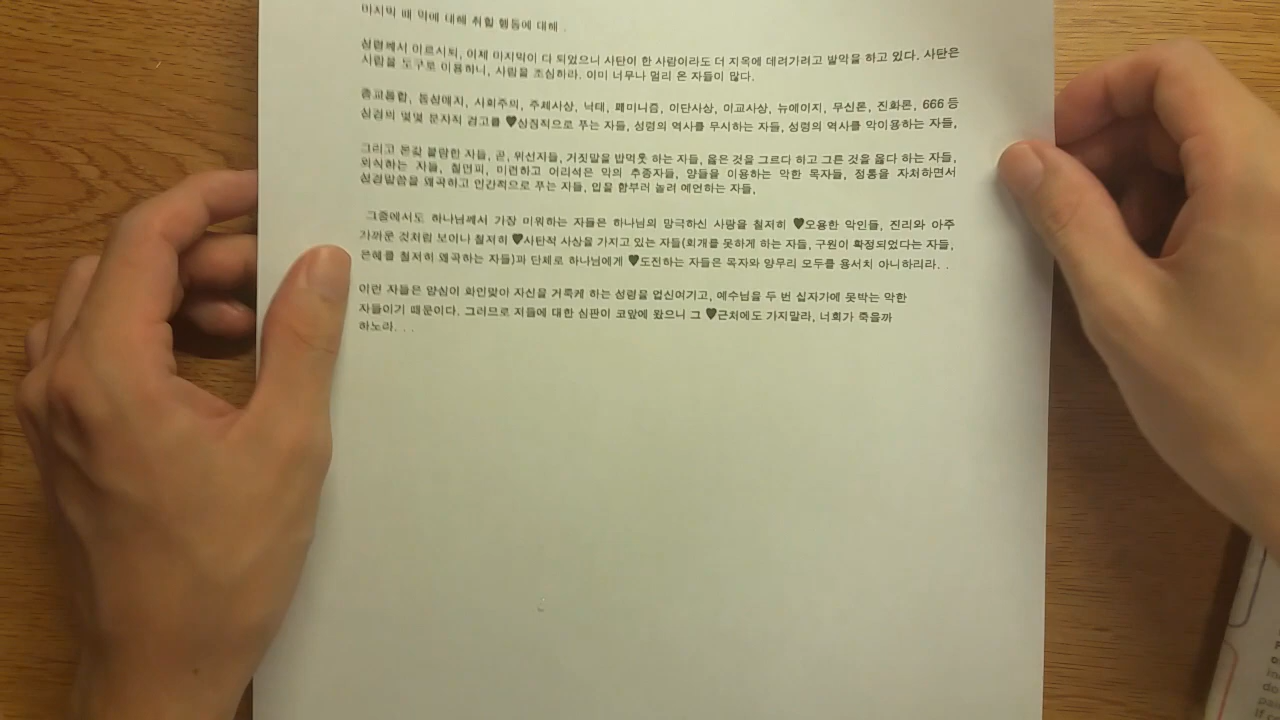 마지막 때 악에 대해 취할 행동에 대해 .
성령께서 이르시되, 이제 마지막이 다 되었으니 사탄이 한 사람이라도 더 지옥에 데려가려고 발악을 하고 있다. 사단은
사람을 도구로 이용하니, 사람을 조심하라. 이미 너무나 멀리 온 자들이 많다.
종교통합, 동성애지, 사회주의, 주체사상, 낙태, 페미니즘, 이단사상, 이교사상, 뉴에이지, 무신론, 진화론, 666 등
성경의 몇몇 문자적 경고를 ♥상징적으로 푸는 자들, 성령의 역사를 무시하는 자들, 성령의 역사를 악이용하는 자들,
그리고 온갖 불량한 자들, 곧, 위선자들, 거짓말을 밥먹듯 하는 자들, 옳은 것을 그르다 하고 그른 것을 옳다 하는 자들,
외식하는 자들, 철면피, 미련하고 어리석은 악의 추종자들, 양들을 이용하는 악한 목자들, 정통을 자처하면서
성경말씀을 왜곡하고 인간적으로 푸는 자들, 입을 함부러 놀려 예언하는 자들,
그중에서도 하나님께서 가장 미워하는 자들은 하나님의 망극하신 사랑을 철저히 ♥오용한 악인들, 진리와 아주
가까운 것처럼 보이나 철저히 ♥사탄적 사상을 가지고 있는 자들(회개를 못하게 하는 자들, 구원이 확정되었다는 자들,
은혜를 철저히 왜곡하는 자들)과 단체로 하나님에게 ♥도전하는 자들은 목자와 양무리 모두를 용서치 아니하리라. .
이런 자들은 양심이 화인맞아 자신을 거룩케 하는 성령을 업신여기고, 예수님을 두 번 십자가에 못박는 악한
자들이기 때문이다. 그러므로 저들에 대한 심판이 코앞에 왔으니 그 ♥근처에도 가지말라, 너희가 죽을까
하노라. . .